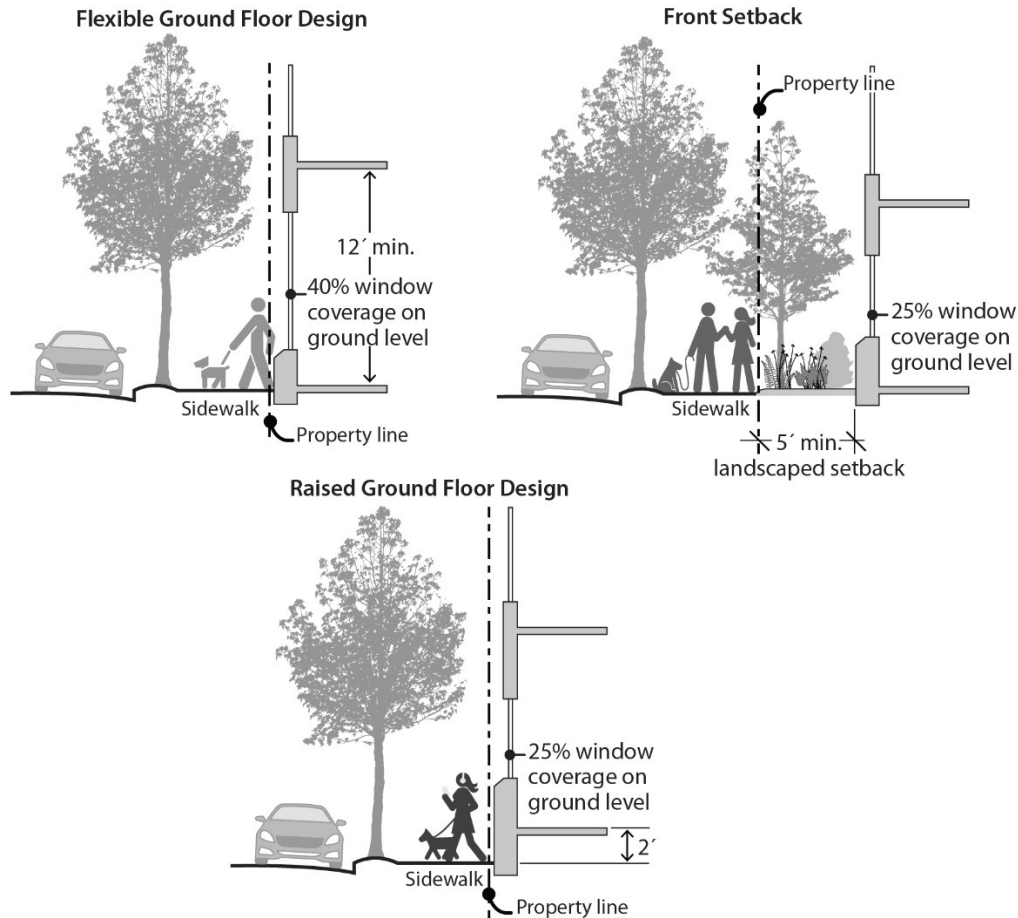 Flexible Ground Floor Design
12´ min.
40% window
coverage on
ground level
Sidewalk
Property line
Front Setback
Property line
25% window
coverage on
ground level
Sidewalk
5´ min.
landscaped setback
Raised Ground Floor Design
25% window
coverage on
ground level
2´
Sidewalk
Property line